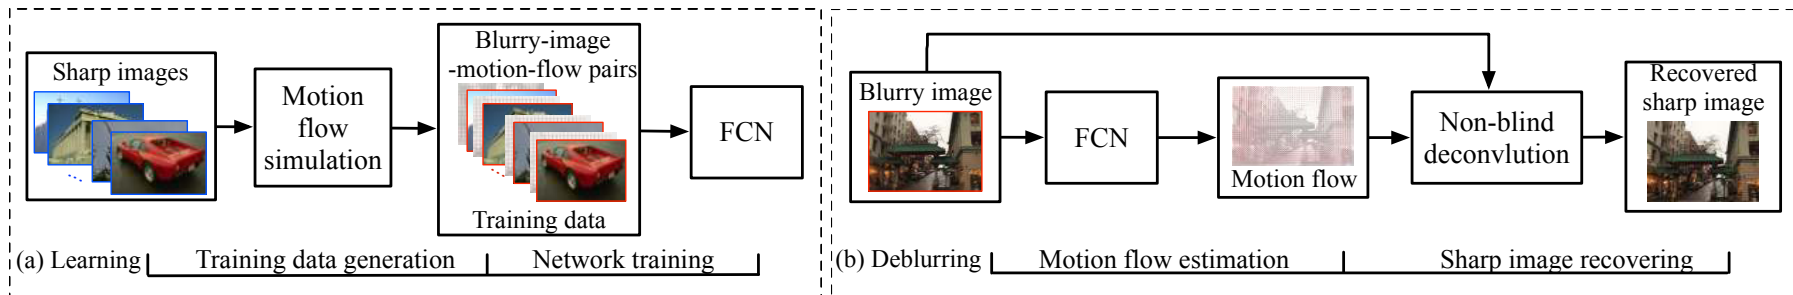 Sharp images
Motion
flow
simulation
Blurry-image
-motion-flow pairs
Training data
FCN
(a) Learning
Training data generation
Network training
Blurry image
FCN
Motion flow
Non-blind
deconvlution
Recovered
sharp image
(b) Deblurring
Motion flow estimation
Sharp image recovering